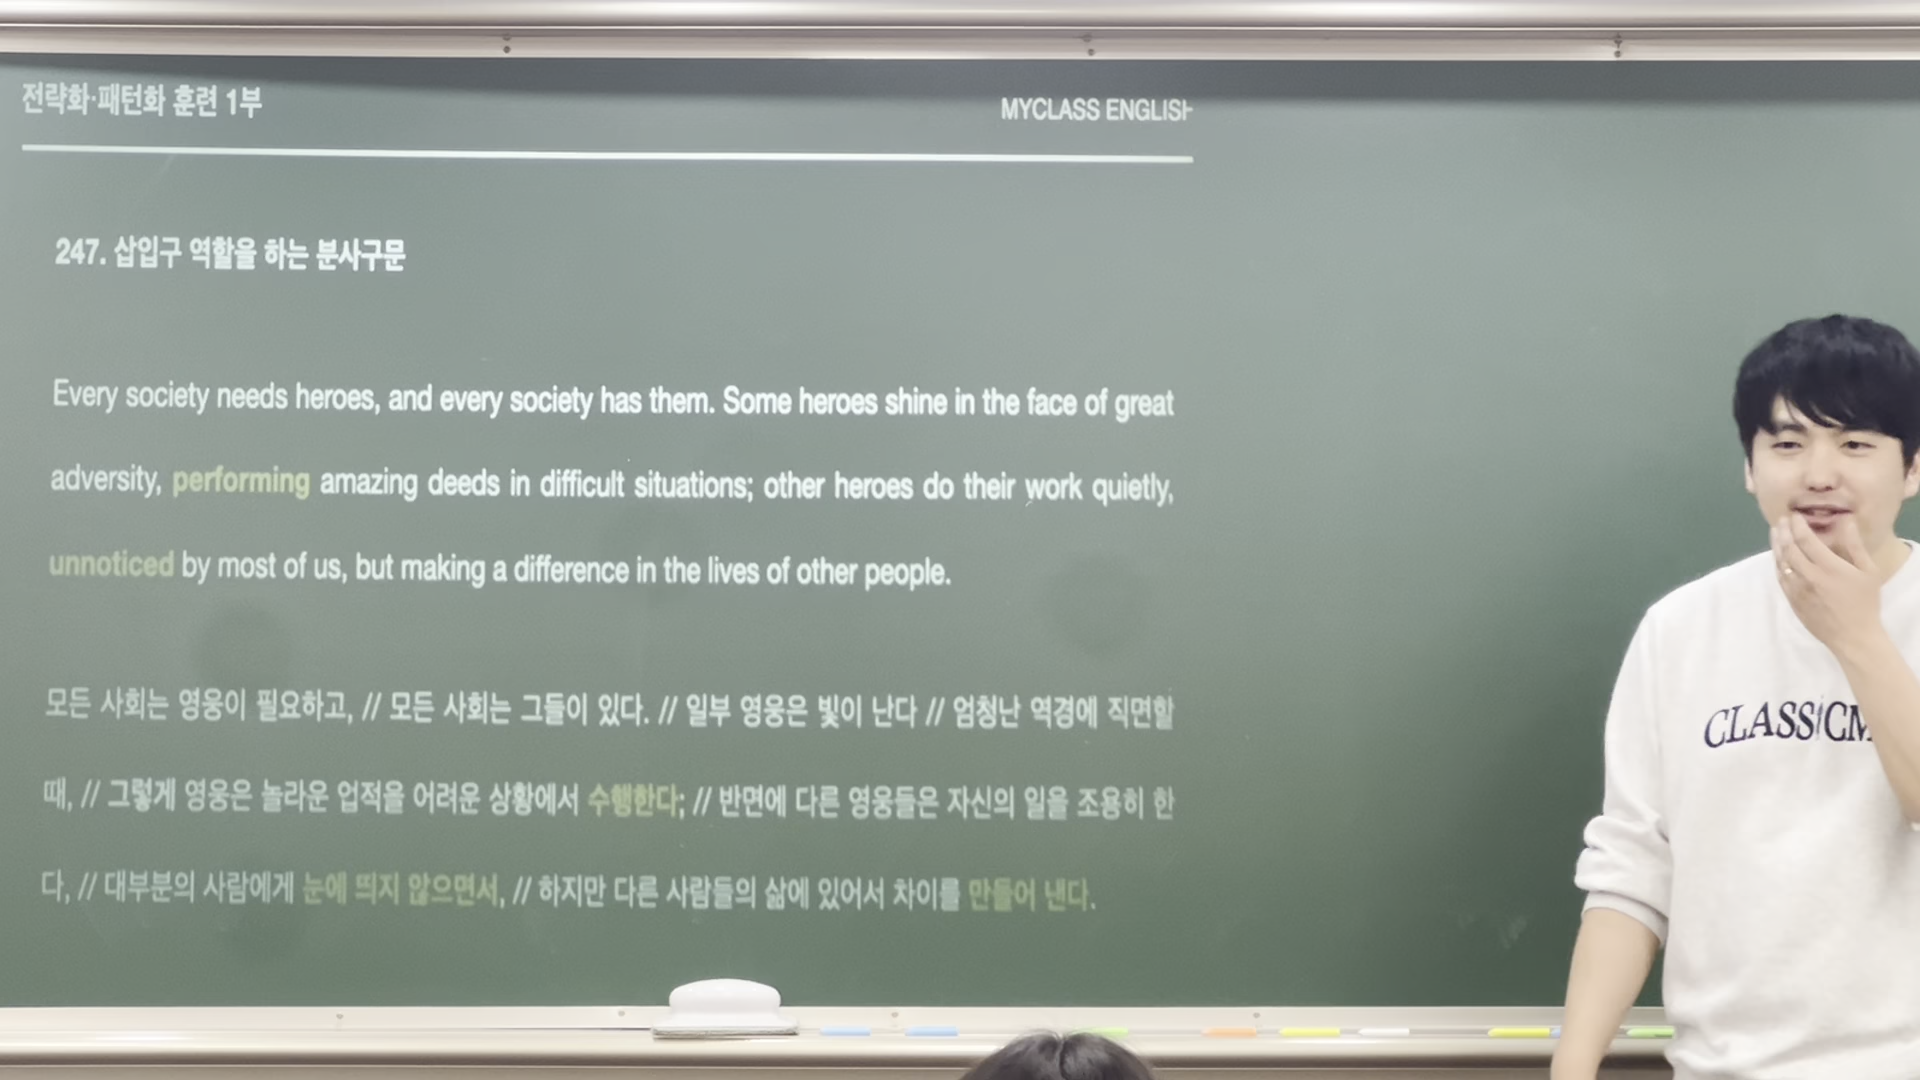 전략화·패턴화 훈련 1부
MYCLASS ENGLISH
247. 삽입구 역할을 하는 분사구문
Every society needs heroes, and every society has them. Some heroes shine in the face of great
adversity, performing amazing deeds in difficult situations; other heroes do their work quietly,
unnoticed by most of us, but making a difference in the lives of other people.
모든 사회는 영웅이 필요하고, // 모든 사회는 그들이 있다. // 일부 영웅은 빛이 난다 // 엄청난 역경에 직면할
때, // 그렇게 영웅은 놀라운 업적을 어려운 상황에서 수행한다; // 반면에 다른 영웅들은 자신의 일을 조용히 한
다, // 대부분의 사람에게 눈에 띄지 않으면서, // 하지만 다른 사람들의 삶에 있어서 차이를 만들어 낸다.